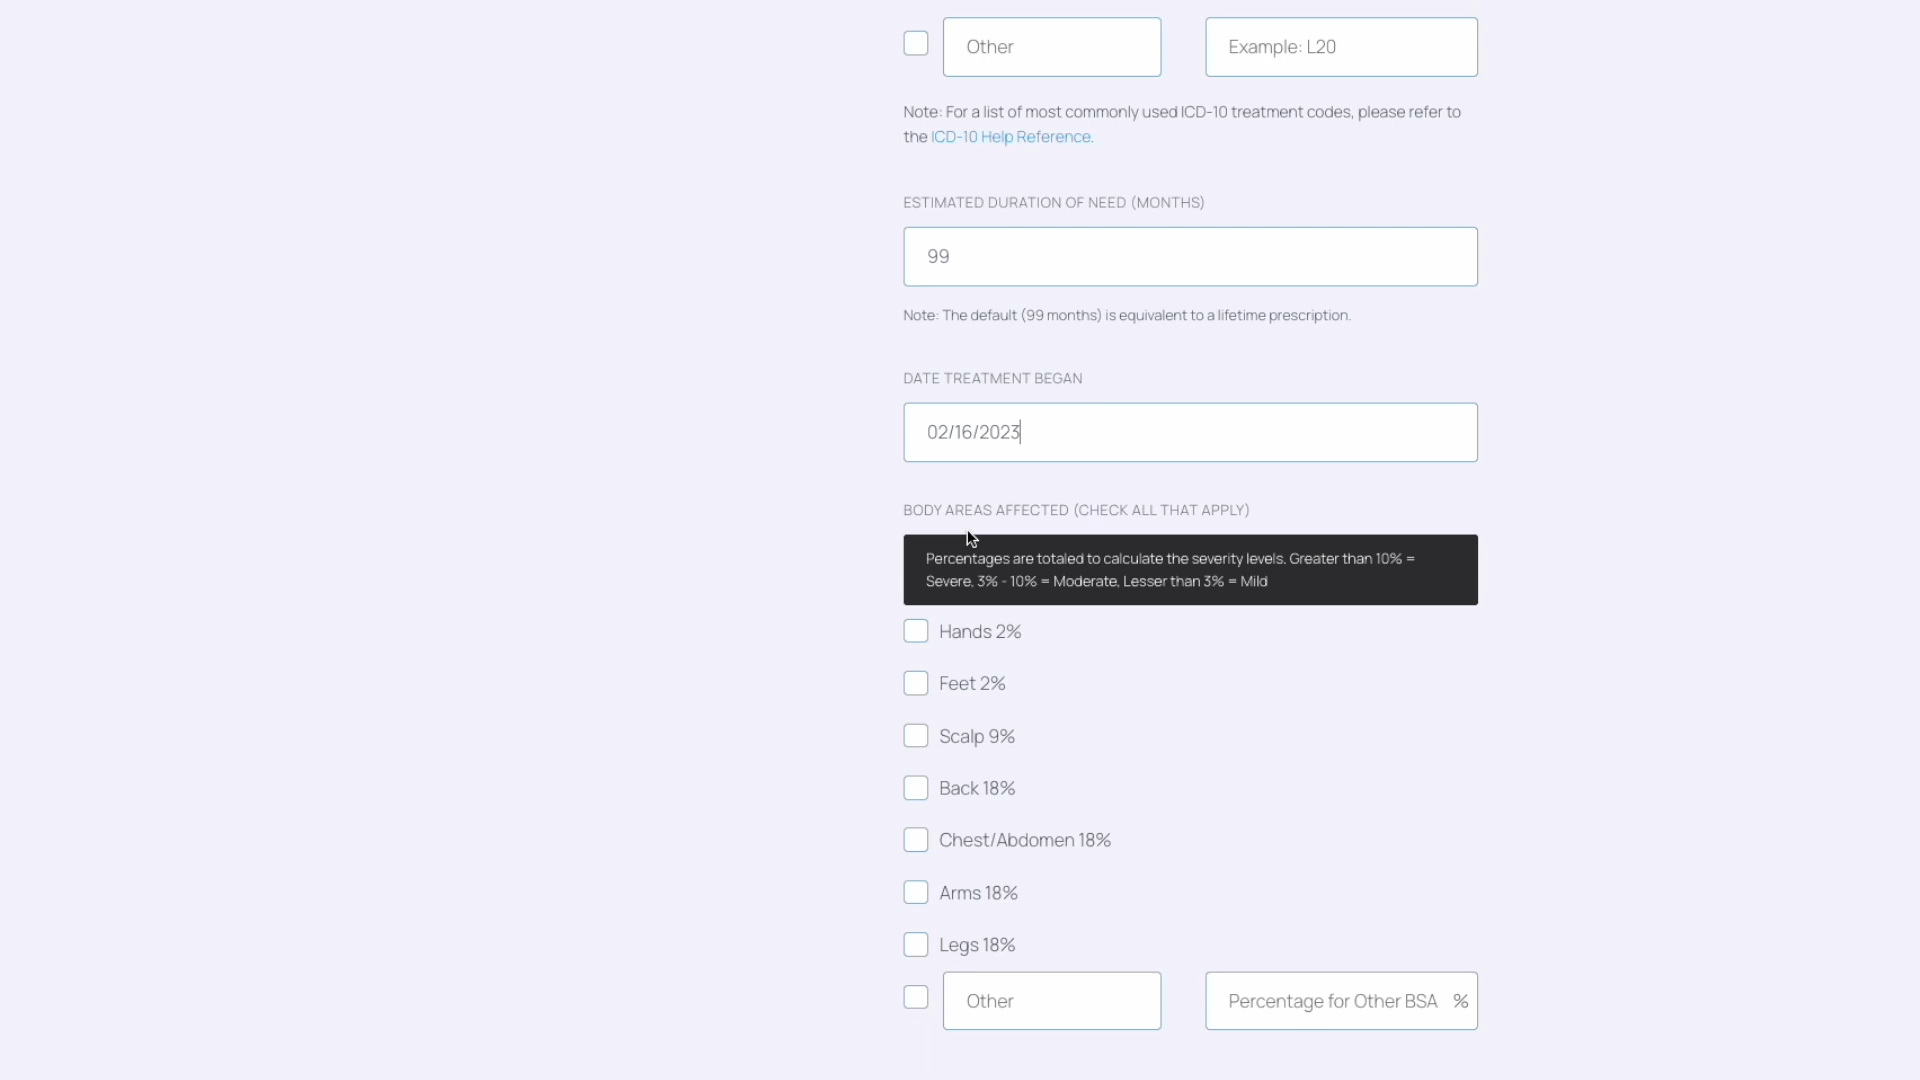 Other
Example: L20
Note: For a list of most commonly used ICD-10 treatment codes, please refer to
the ICD-10 Help Reference.
ESTIMATED DURATION OF NEED (MONTHS)
99
Note: The default (99 months) is equivalent to a lifetime prescription.
DATE TREATMENT BEGAN
02/16/2023
BODY AREAS AFFECTED (CHECK ALL THAT APPLY)
Percentages are totaled to calculate the severity levels. Greater than 10% =
Severe, 3% - 10% = Moderate, Lesser than 3% = Mild
Hands 2%
Feet 2%
Scalp 9%
Back 18%
Chest/Abdomen 18%
Arms 18%
Legs 18%
Other
Percentage for Other BSA %